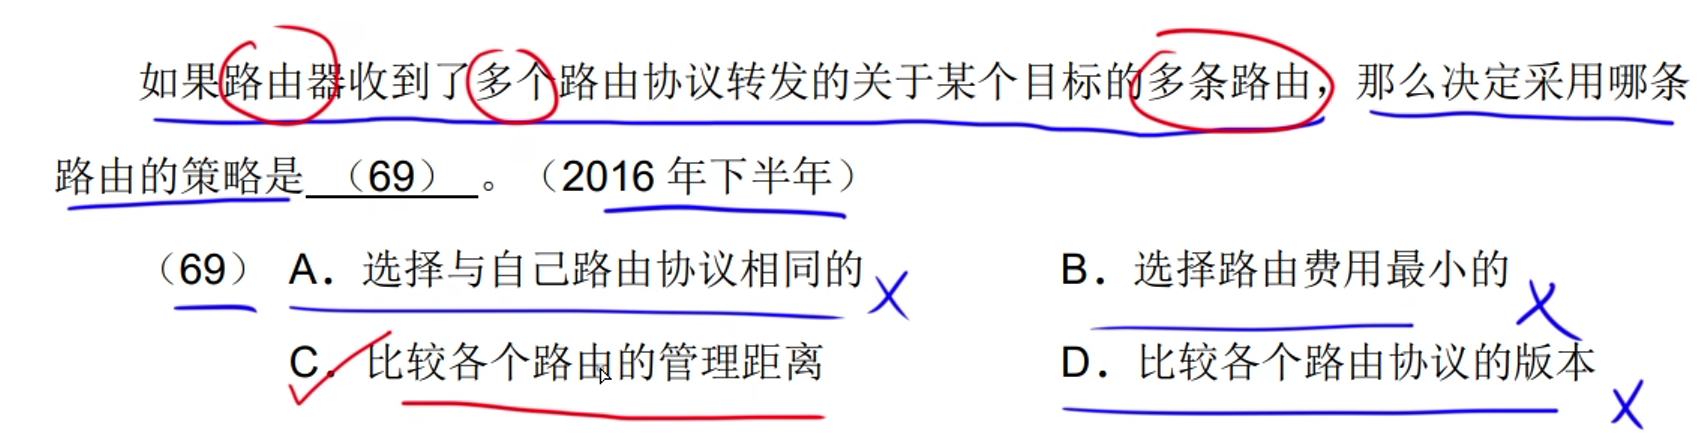 如果路由器收到了多个路由协议转发的关于某个目标的多条路由，那么决定采用哪条
路由的策略是（69）。（2016年下半年）
（69） A．选择与自己路由协议相同的 B．选择路由费用最小的
C．比较各个路由的管理距离 D．比较各个路由协议的版本